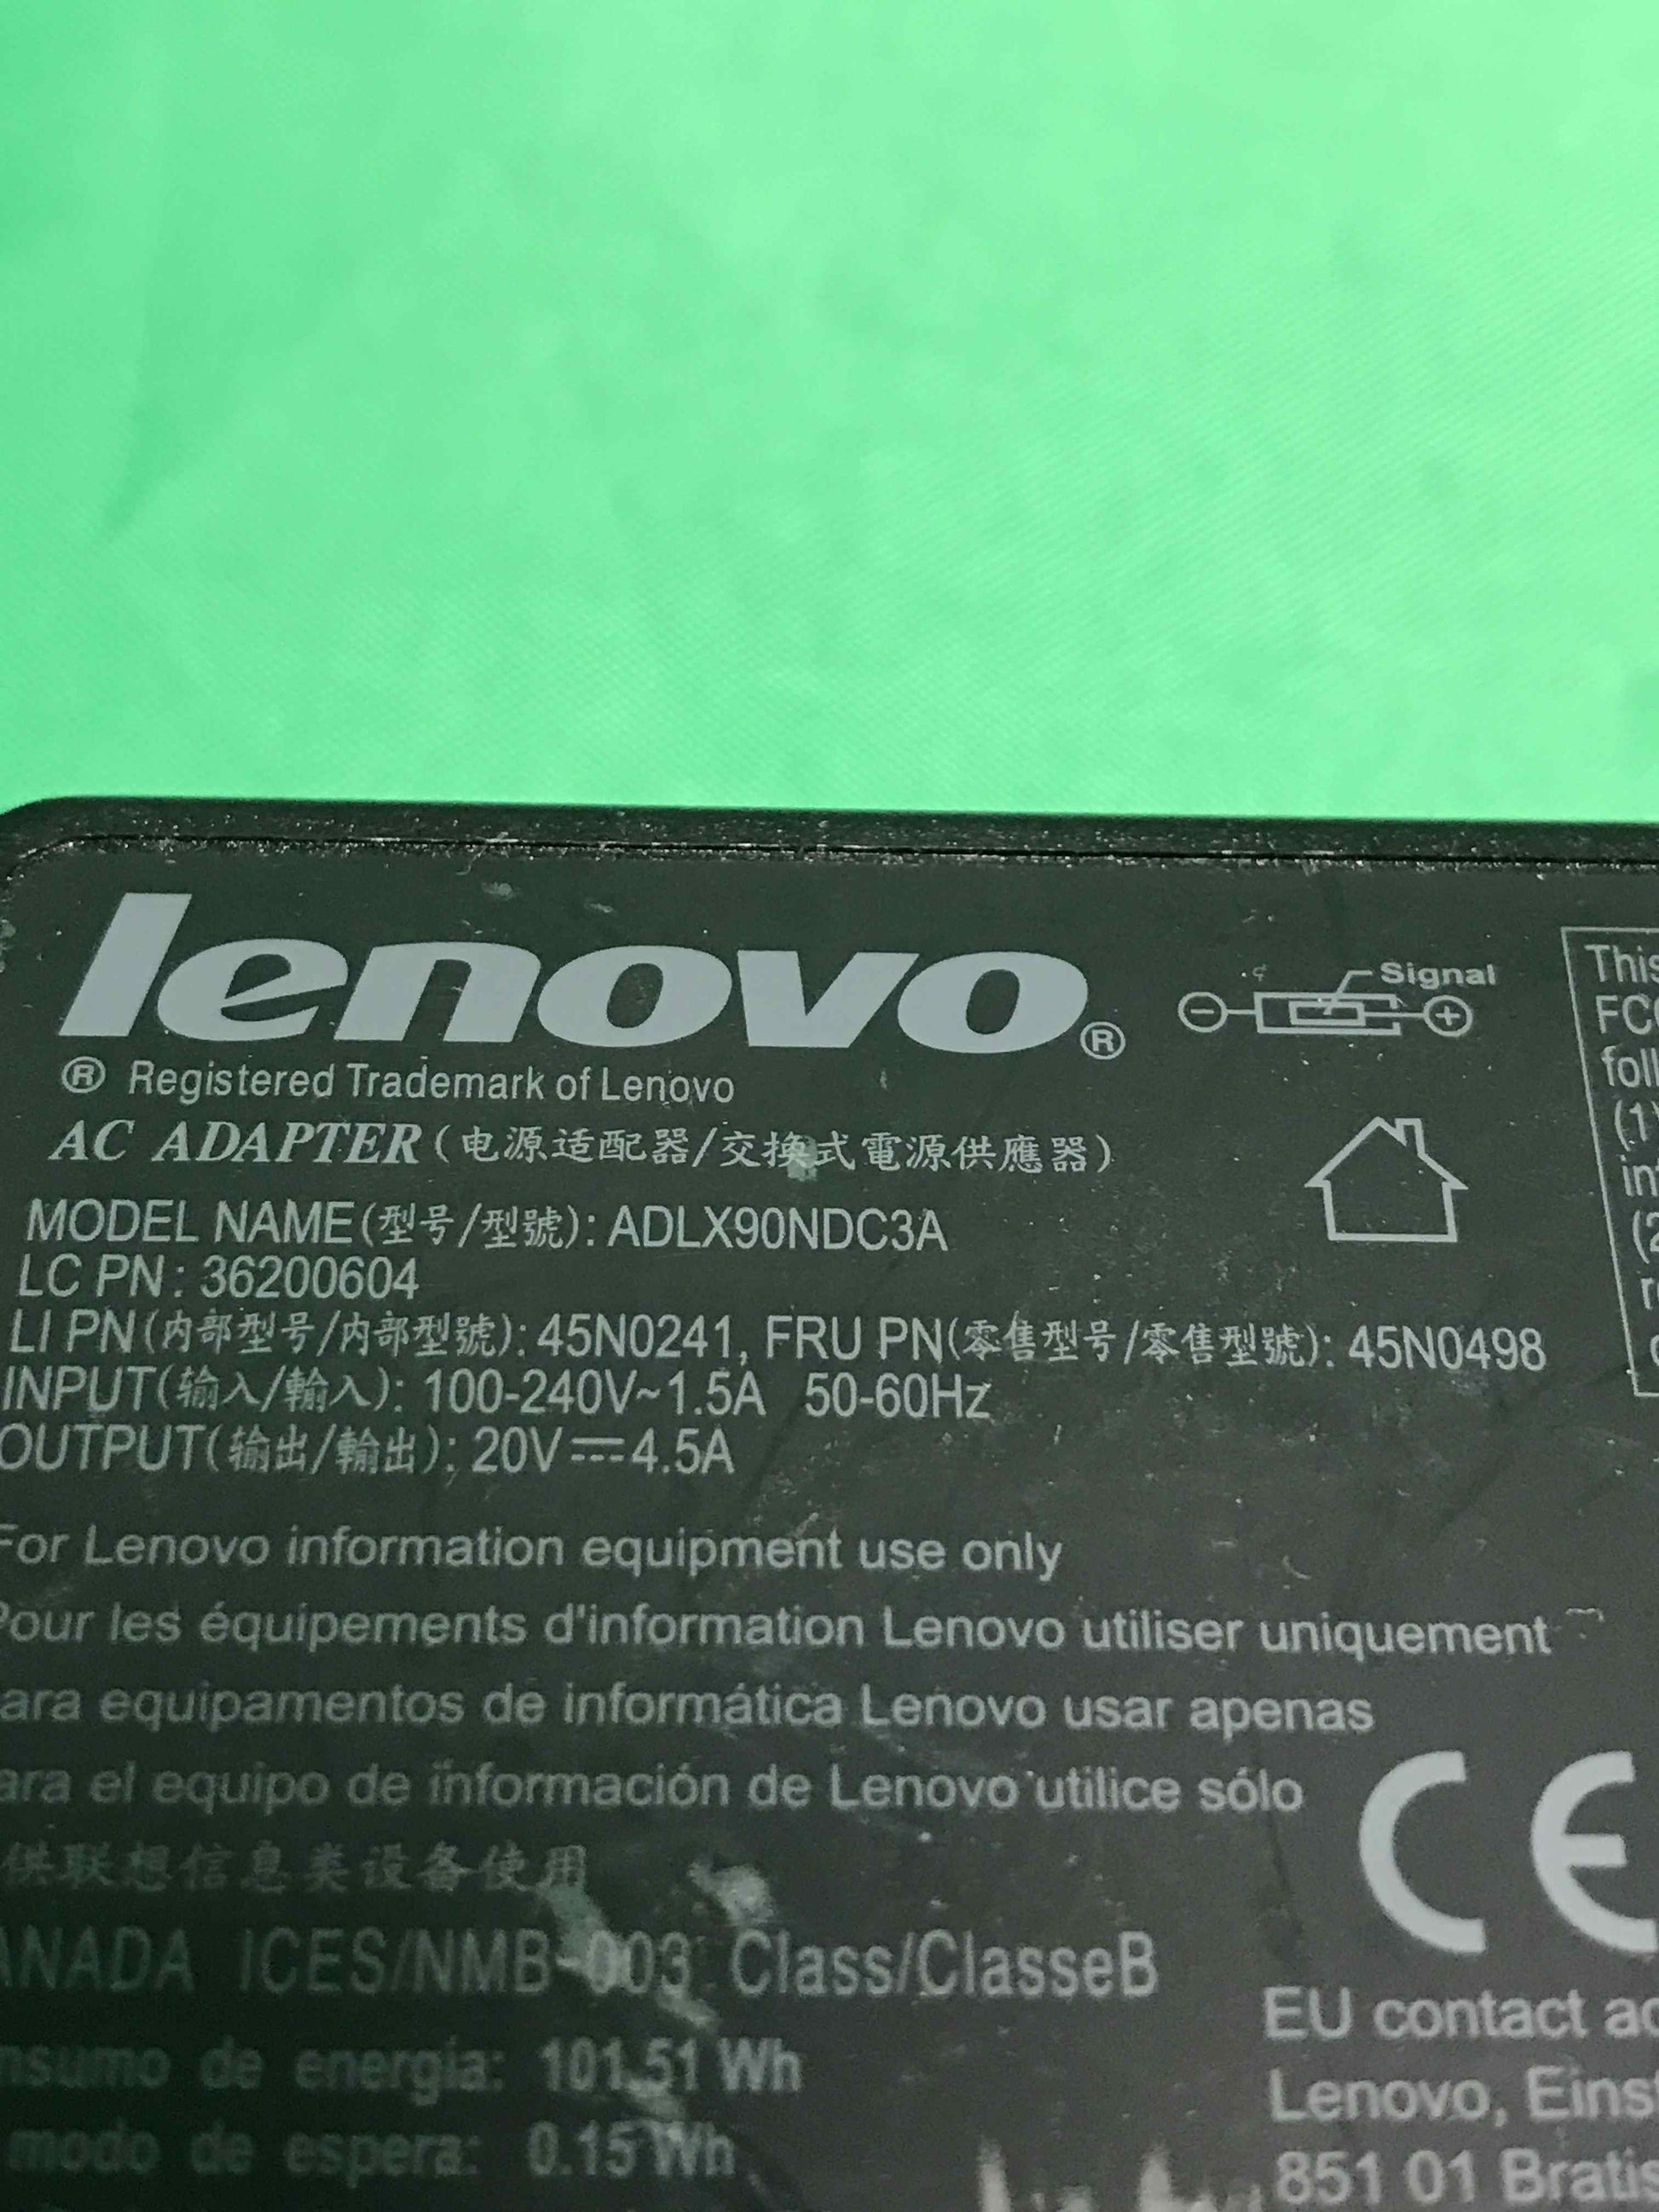 lenovo®
Signal
® Registered Trademark of Lenovo
AC ADAPTER(电源适配器/交换式電源供應器)
MODEL NAME(型号/型號): ADLX90NDC3A
LC PN: 36200604
LI PN(内部型号/内部型號): 45N0241, FRU PN(零售型号/零售型號): 45N0498
INPUT(输入/輸入): 100-240V~1.5A 50-60Hz
OUTPUT(输出/輸出): 20V⎓4.5A
For Lenovo information equipment use only
Pour les équipements d'information Lenovo utiliser uniquement
ara equipamentos de informática Lenovo usar apenas
ara el equipo de información de Lenovo utilice sólo
供联想信息类设备使用
ANADA ICES/NMB-003 Class/ClasseB
nsumo de energia: 101.51 Wh
modo de espera: 0.15 Wh
This
FCC
foll
(1)
int
(2
re
CE
EU contact ad
Lenovo, Einst
851 01 Bratis